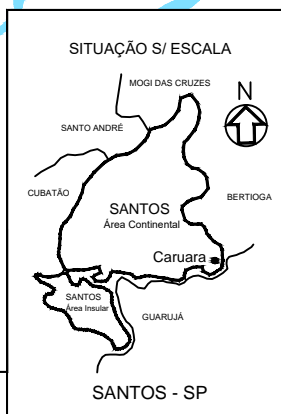 SITUAÇÃO S/ ESCALA
MOGI DAS CRUZES
N
SANTO ANDRÉ
CUBATÃO
BERTIOGA
SANTOS
Área Continental
Caruara
SANTOS
Área Insular
GUARUJÁ
SANTOS - SP